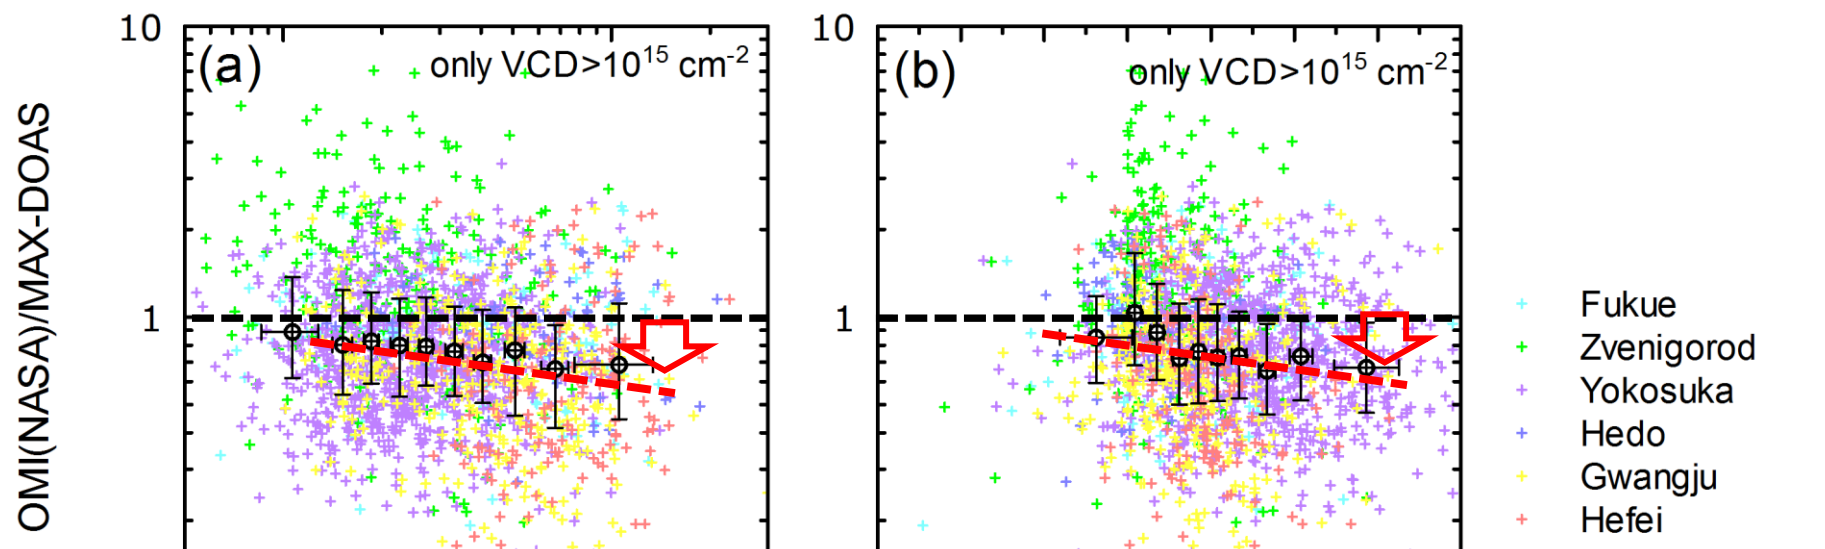 10
(a)
only VCD>10¹⁵ cm⁻²
1
OMI(NASA)/MAX-DOAS
10
(b)
only VCD>10¹⁵ cm⁻²
1
Fukue
Zvenigorod
Yokosuka
Hedo
Gwangju
Hefei